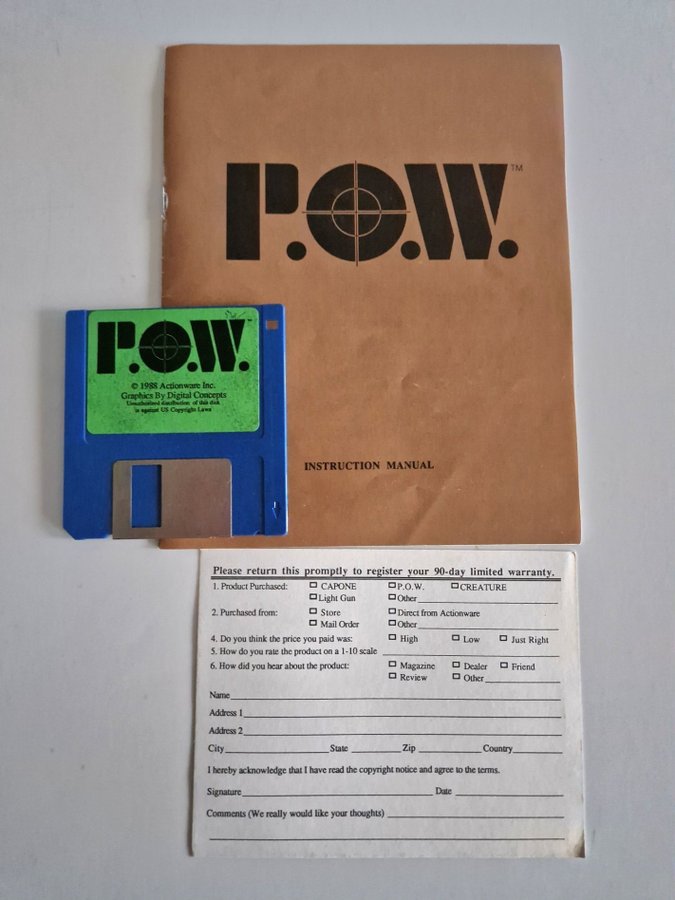 P.O.W.™
INSTRUCTION MANUAL
P.O.W.™
© 1988 Actionware Inc.
Graphics By Digital Concepts
Unauthorized distribution of this disk
is against US Copyright Laws
Please return this promptly to register your 90-day limited warranty.
1. Product Purchased: □ CAPONE □ P.O.W. □ CREATURE
□ Light Gun □ Other
2. Purchased from: □ Store □ Direct from Actionware
□ Mail Order □ Other
4. Do you think the price you paid was: □ High □ Low □ Just Right
5. How do you rate the product on a 1-10 scale
6. How did you hear about the product: □ Magazine □ Dealer □ Friend
□ Review □ Other
Name
Address 1
Address 2
City State Zip Country
I hereby acknowledge that I have read the copyright notice and agree to the terms.
Signature Date
Comments (We really would like your thoughts)